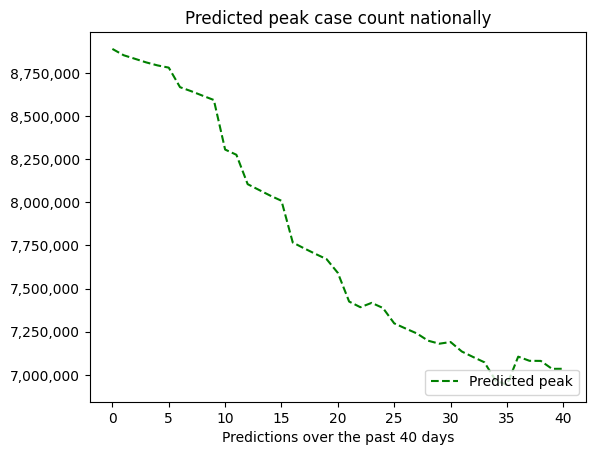 Predicted peak case count nationally
8,750,000
8,500,000
8,250,000
8,000,000
7,750,000
7,500,000
7,250,000
7,000,000
Predicted peak
0 5 10 15 20 25 30 35 40
Predictions over the past 40 days